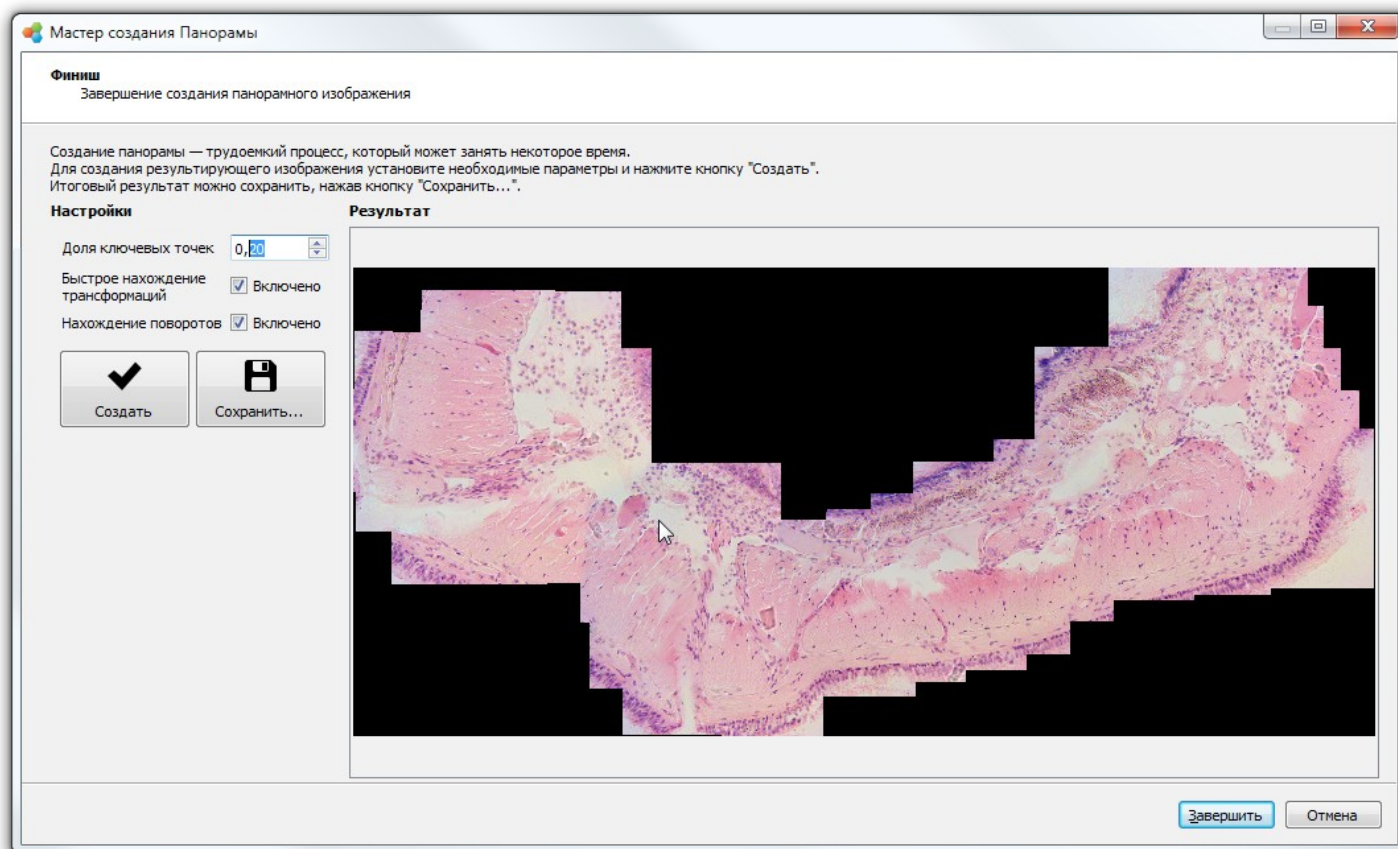 Мастер создания Панорамы
Финиш
Завершение создания панорамного изображения
Создание панорамы — трудоемкий процесс, который может занять некоторое время.
Для создания результирующего изображения установите необходимые параметры и нажмите кнопку "Создать".
Итоговый результат можно сохранить, нажав кнопку "Сохранить...".
Настройки
Результат
Доля ключевых точек 0,20
Быстрое нахождение
трансформаций
Включено
Нахождение поворотов Включено
Создать
Сохранить...
Завершить
Отмена